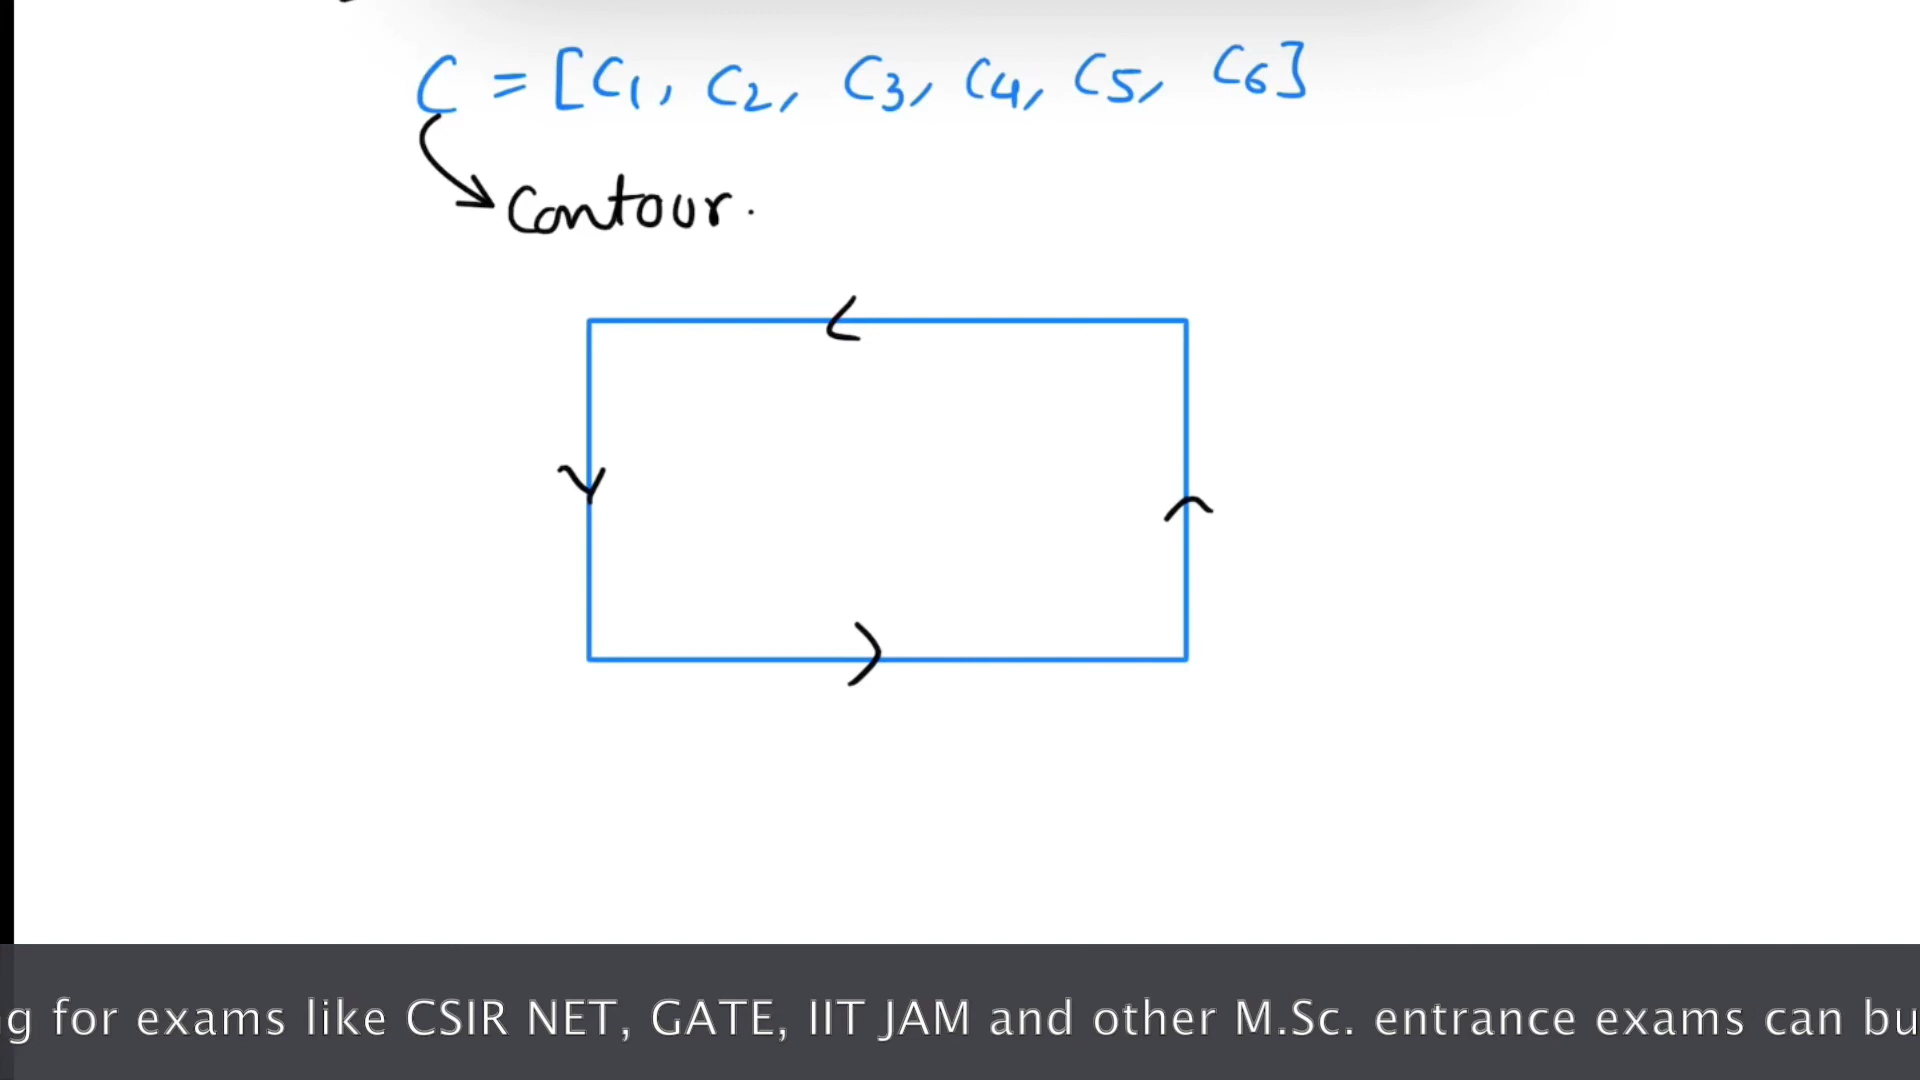 C = [C1, C2, C3, C4, C5, C6]
Contour.
g for exams like CSIR NET, GATE, IIT JAM and other M.Sc. entrance exams can bu